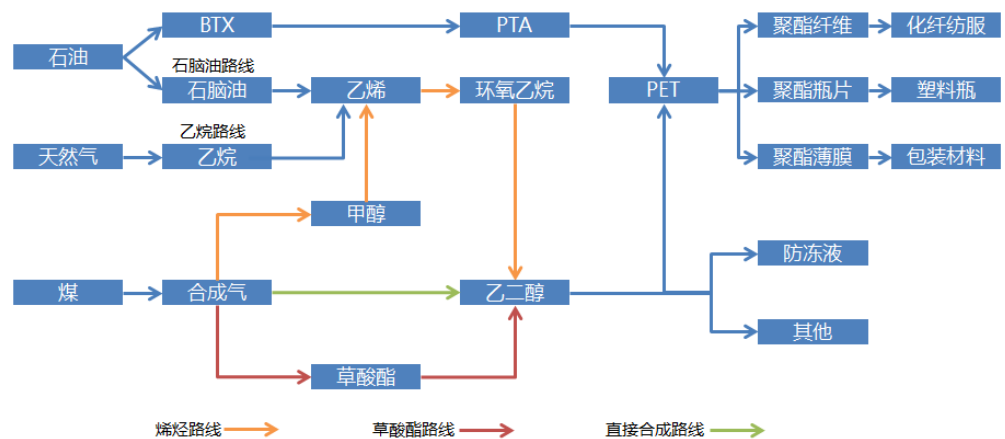 BTX
PTA
聚酯纤维
化纤纺服
石油
石脑油路线
石脑油
乙烯
环氧乙烷
PET
聚酯瓶片
塑料瓶
乙烷路线
天然气
乙烷
聚酯薄膜
包装材料
甲醇
防冻液
煤
合成气
乙二醇
其他
草酸酯
烯烃路线
草酸酯路线
直接合成路线